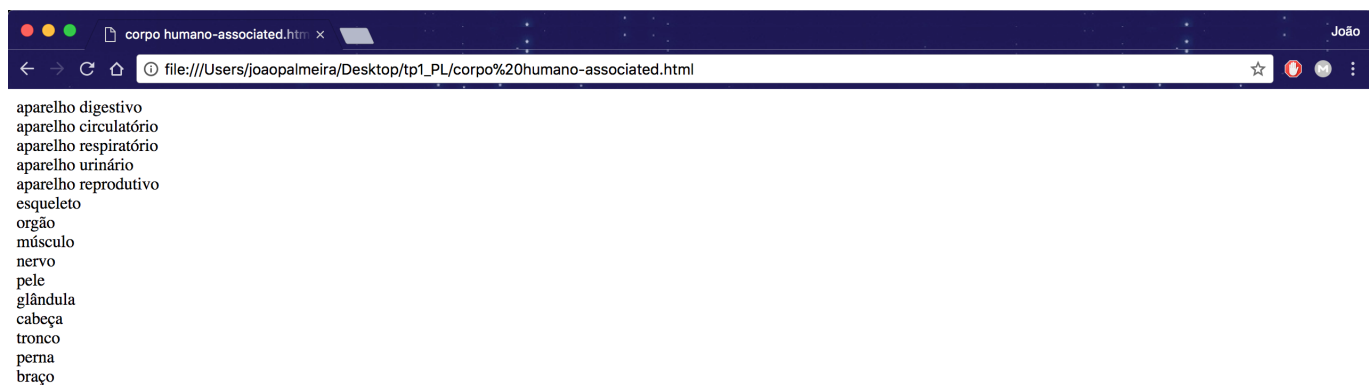 corpo humano-associated.htm
João
file:///Users/joaopalmeira/Desktop/tp1_PL/corpo%20humano-associated.html
aparelho digestivo
aparelho circulatório
aparelho respiratório
aparelho urinário
aparelho reprodutivo
esqueleto
orgão
músculo
nervo
pele
glândula
cabeça
tronco
perna
braço